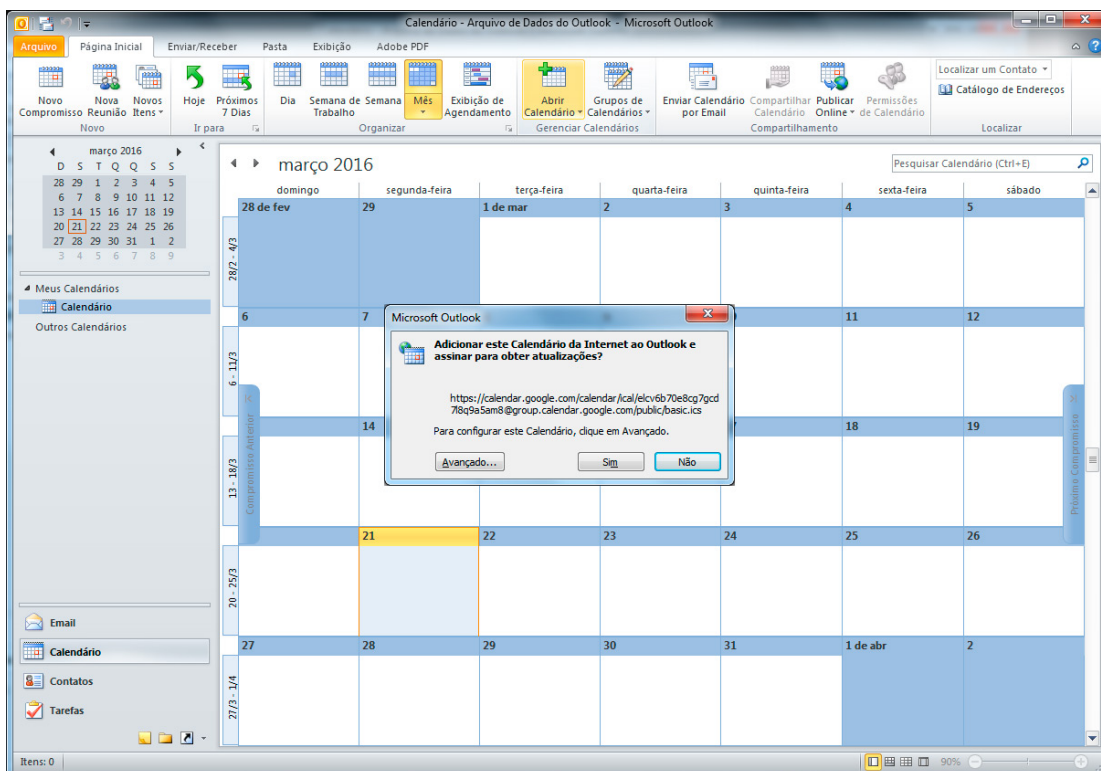 Calendário - Arquivo de Dados do Outlook - Microsoft Outlook
Arquivo Página Inicial Enviar/Receber Pasta Exibição Adobe PDF
Novo Compromisso
Nova Reunião
Novos Itens
Hoje
Próximos 7 Dias
Dia
Semana de Trabalho
Semana
Mês
Exibição de Agendamento
Abrir Calendário
Grupos de Calendários
Enviar Calendário por Email
Compartilhar Calendário
Publicar Online
Permissões de Calendário
Localizar um Contato
Catálogo de Endereços
Novo Ir para Organizar Gerenciar Calendários Compartilhamento Localizar
março 2016
D S T Q Q S S
28 29 1 2 3 4 5
6 7 8 9 10 11 12
13 14 15 16 17 18 19
20 21 22 23 24 25 26
27 28 29 30 31 1 2
3 4 5 6 7 8 9
Meus Calendários
Calendário
Outros Calendários
Email
Calendário
Contatos
Tarefas
março 2016
Pesquisar Calendário (Ctrl+E)
domingo segunda-feira terça-feira quarta-feira quinta-feira sexta-feira sábado
28/2 - 4/3
28 de fev 29 1 de mar 2 3 4 5
6 - 11/3
6 7 11 12
13 - 18/3
14 18 19
20 - 25/3
21 22 23 24 25 26
27/3 - 1/4
27 28 29 30 31 1 de abr 2
Compromisso Anterior
Próximo Compromisso
Microsoft Outlook
Adicionar este Calendário da Internet ao Outlook e
assinar para obter atualizações?
https://calendar.google.com/calendar/ical/elcv6b70e8cg7gcd
7l8q9a5am8@group.calendar.google.com/public/basic.ics
Para configurar este Calendário, clique em Avançado.
Avançado... Sim Não
Itens: 0
90%